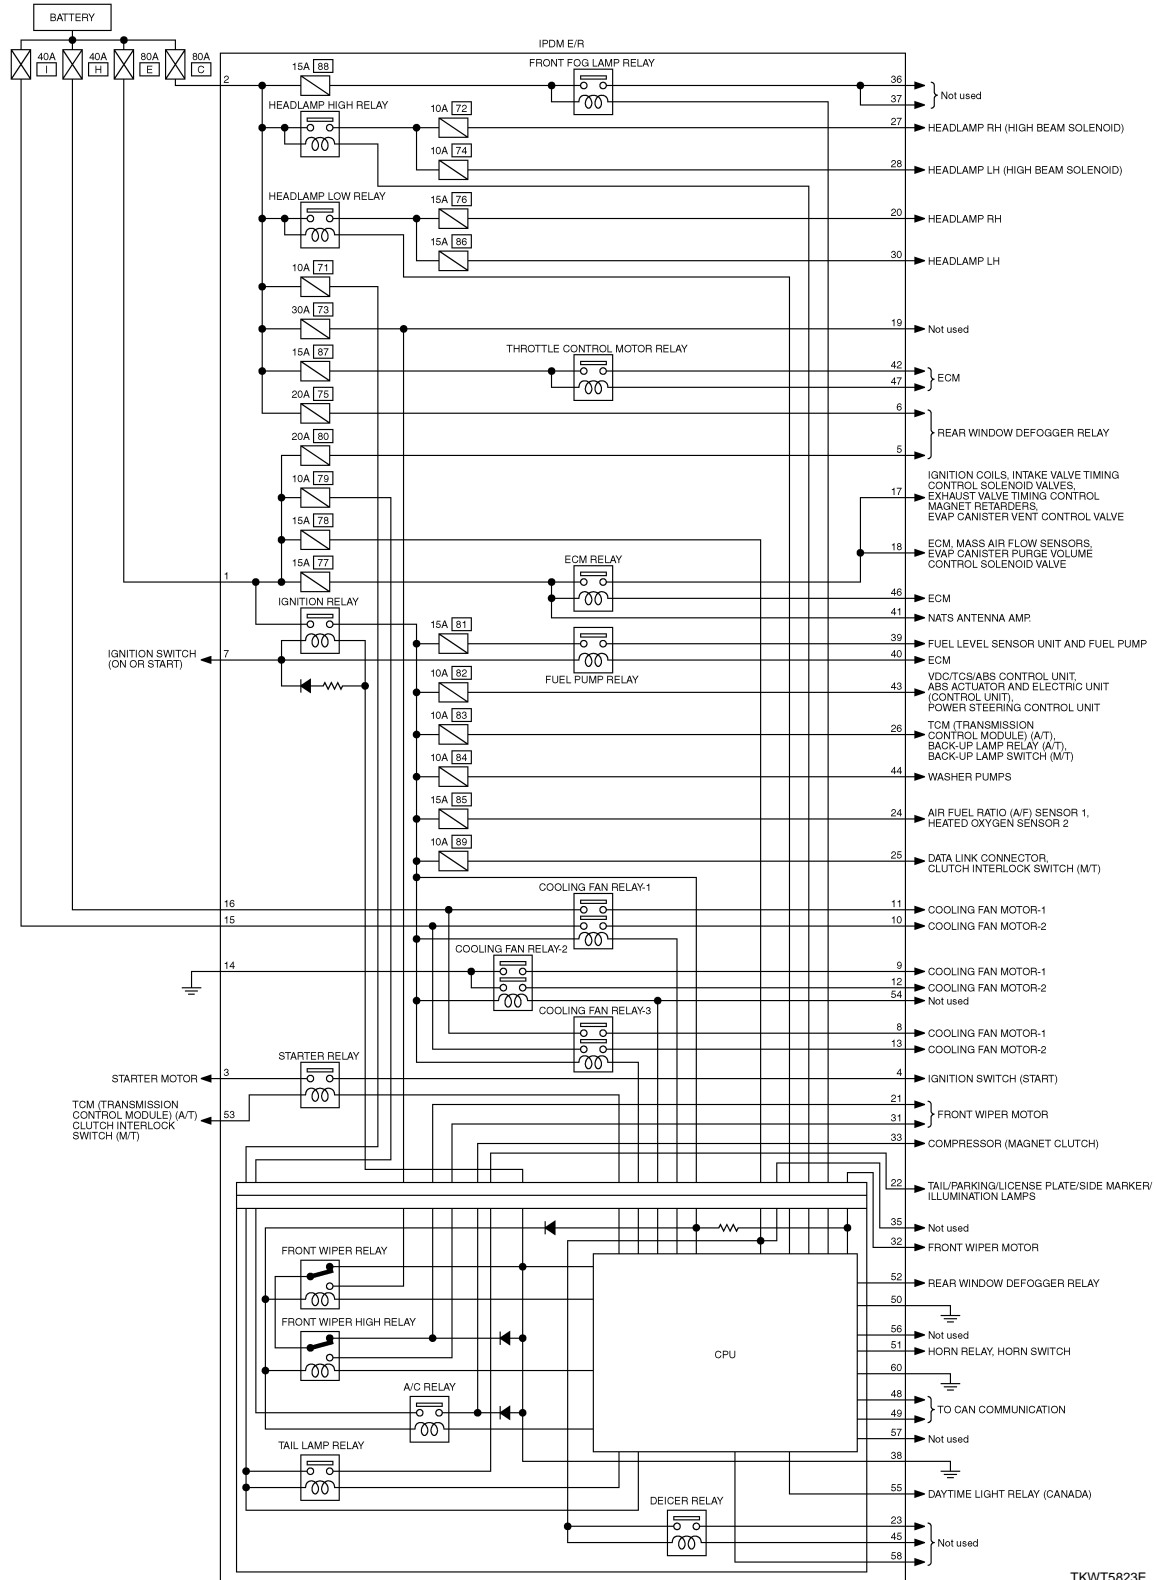 BATTERY
40A I
40A H
80A E
80A C
IPDM E/R
2
15A 88
FRONT FOG LAMP RELAY
36
37
Not used
HEADLAMP HIGH RELAY
10A 72
27
HEADLAMP RH (HIGH BEAM SOLENOID)
10A 74
28
HEADLAMP LH (HIGH BEAM SOLENOID)
HEADLAMP LOW RELAY
15A 76
20
HEADLAMP RH
15A 86
30
HEADLAMP LH
10A 71
30A 73
19
Not used
15A 87
THROTTLE CONTROL MOTOR RELAY
42
47
ECM
20A 75
6
20A 80
5
REAR WINDOW DEFOGGER RELAY
10A 79
17
IGNITION COILS, INTAKE VALVE TIMING
CONTROL SOLENOID VALVES,
EXHAUST VALVE TIMING CONTROL
MAGNET RETARDERS,
EVAP CANISTER VENT CONTROL VALVE
15A 78
18
ECM, MASS AIR FLOW SENSORS,
EVAP CANISTER PURGE VOLUME
CONTROL SOLENOID VALVE
1
15A 77
ECM RELAY
46
ECM
41
NATS ANTENNA AMP.
IGNITION RELAY
15A 81
39
FUEL LEVEL SENSOR UNIT AND FUEL PUMP
IGNITION SWITCH
(ON OR START)
7
40
ECM
FUEL PUMP RELAY
10A 82
43
VDC/TCS/ABS CONTROL UNIT,
ABS ACTUATOR AND ELECTRIC UNIT
(CONTROL UNIT),
POWER STEERING CONTROL UNIT
10A 83
26
TCM (TRANSMISSION
CONTROL MODULE) (A/T),
BACK-UP LAMP RELAY (A/T),
BACK-UP LAMP SWITCH (M/T)
10A 84
44
WASHER PUMPS
15A 85
24
AIR FUEL RATIO (A/F) SENSOR 1,
HEATED OXYGEN SENSOR 2
10A 89
25
DATA LINK CONNECTOR,
CLUTCH INTERLOCK SWITCH (M/T)
COOLING FAN RELAY-1
16
11
COOLING FAN MOTOR-1
15
10
COOLING FAN MOTOR-2
COOLING FAN RELAY-2
14
9
COOLING FAN MOTOR-1
12
COOLING FAN MOTOR-2
54
Not used
COOLING FAN RELAY-3
8
COOLING FAN MOTOR-1
13
COOLING FAN MOTOR-2
STARTER RELAY
STARTER MOTOR
3
4
IGNITION SWITCH (START)
TCM (TRANSMISSION
CONTROL MODULE) (A/T)
CLUTCH INTERLOCK
SWITCH (M/T)
53
21
31
FRONT WIPER MOTOR
33
COMPRESSOR (MAGNET CLUTCH)
22
TAIL/PARKING/LICENSE PLATE/SIDE MARKER/
ILLUMINATION LAMPS
35
Not used
32
FRONT WIPER MOTOR
FRONT WIPER RELAY
52
REAR WINDOW DEFOGGER RELAY
50
FRONT WIPER HIGH RELAY
56
Not used
51
HORN RELAY, HORN SWITCH
CPU
60
A/C RELAY
48
49
TO CAN COMMUNICATION
57
Not used
TAIL LAMP RELAY
38
55
DAYTIME LIGHT RELAY (CANADA)
DEICER RELAY
23
45
58
Not used
TKWT5823E